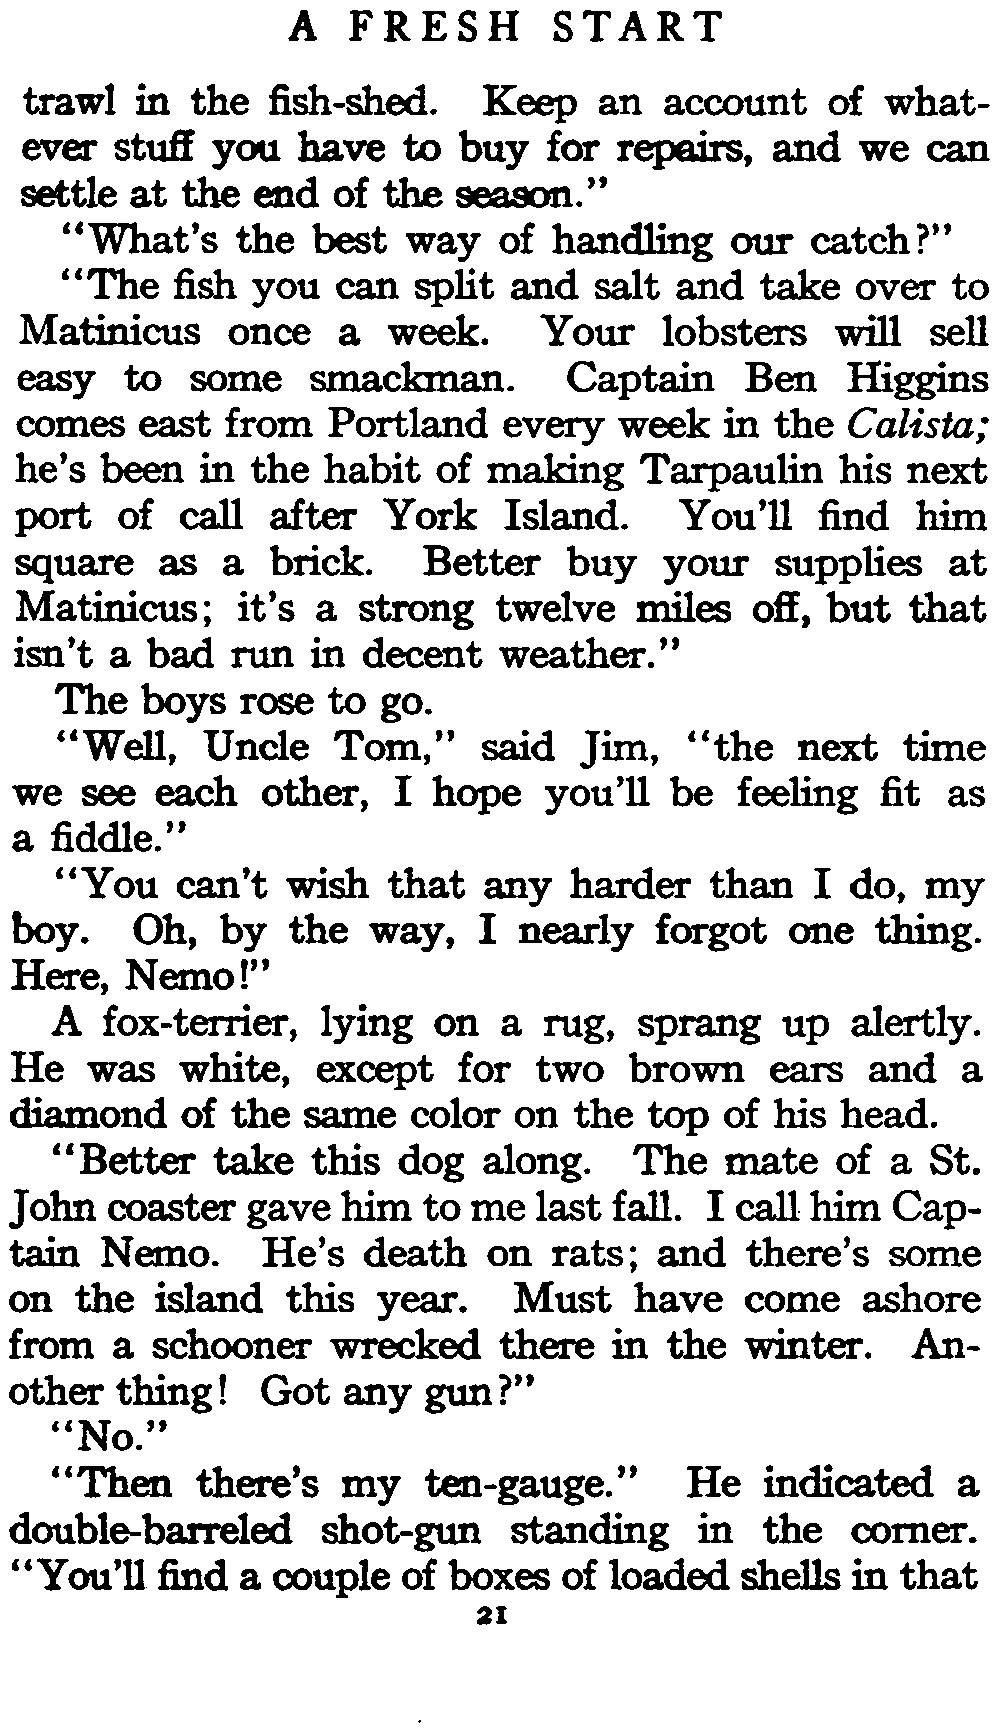 A FRESH START
trawl in the fish-shed. Keep an account of what-
ever stuff you have to buy for repairs, and we can
settle at the end of the season."
"What's the best way of handling our catch?"
"The fish you can split and salt and take over to
Matinicus once a week. Your lobsters will sell
easy to some smackman. Captain Ben Higgins
comes east from Portland every week in the Calista;
he's been in the habit of making Tarpaulin his next
port of call after York Island. You'll find him
square as a brick. Better buy your supplies at
Matinicus; it's a strong twelve miles off, but that
isn't a bad run in decent weather."
The boys rose to go.
"Well, Uncle Tom," said Jim, "the next time
we see each other, I hope you'll be feeling fit as
a fiddle."
"You can't wish that any harder than I do, my
boy. Oh, by the way, I nearly forgot one thing.
Here, Nemo!"
A fox-terrier, lying on a rug, sprang up alertly.
He was white, except for two brown ears and a
diamond of the same color on the top of his head.
"Better take this dog along. The mate of a St.
John coaster gave him to me last fall. I call him Cap-
tain Nemo. He's death on rats; and there's some
on the island this year. Must have come ashore
from a schooner wrecked there in the winter. An-
other thing! Got any gun?"
"No."
"Then there's my ten-gauge." He indicated a
double-barreled shot-gun standing in the corner.
"You'll find a couple of boxes of loaded shells in that
21